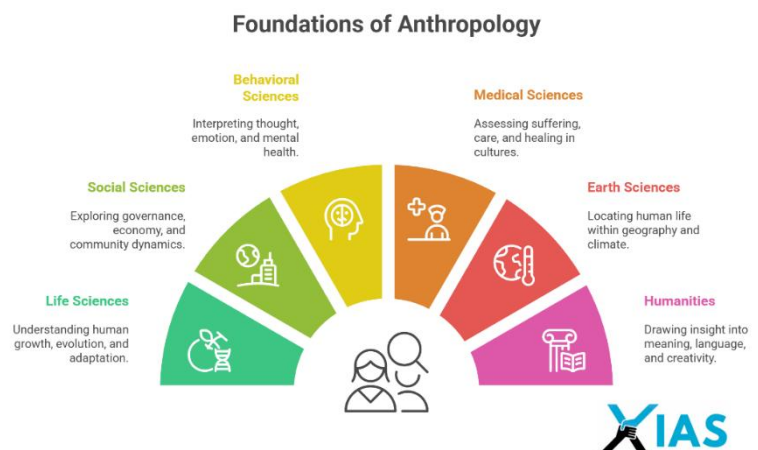 Foundations of Anthropology
Behavioral
Sciences
Interpreting thought,
emotion, and mental
health.
Medical Sciences
Assessing suffering,
care, and healing in
cultures.
Social Sciences
Exploring governance,
economy, and
community dynamics.
Earth Sciences
Locating human life
within geography and
climate.
Life Sciences
Understanding human
growth, evolution, and
adaptation.
Humanities
Drawing insight into
meaning, language,
and creativity.
XIAS